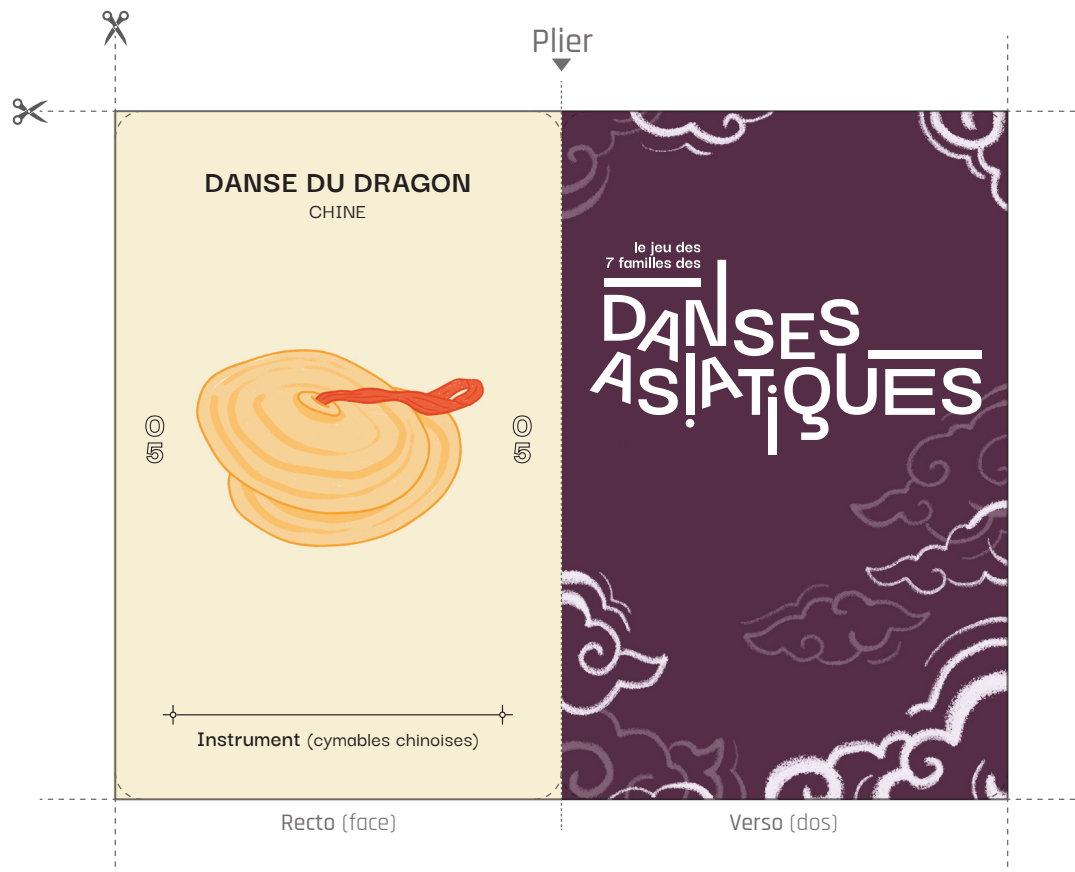 Plier
DANSE DU DRAGON
CHINE
05
05
Instrument (cymables chinoises)
le jeu des
7 familles des
DANSES
ASIATIQUES
Recto (face)
Verso (dos)